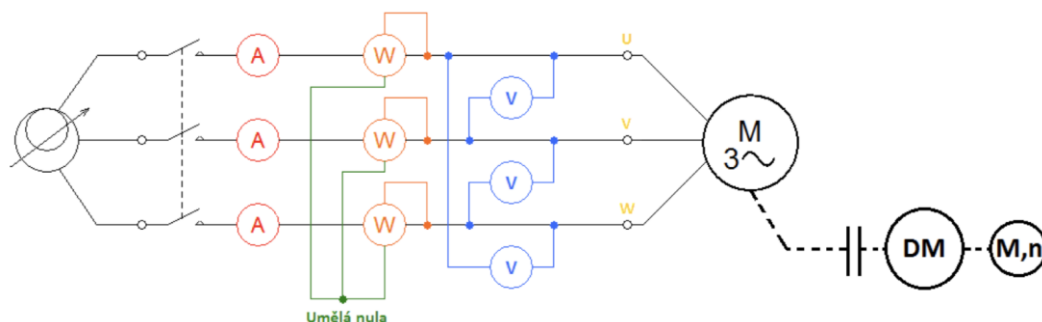 A W U
V
A W V M
3
V
A W W
DM M,n
V
Umělá nula